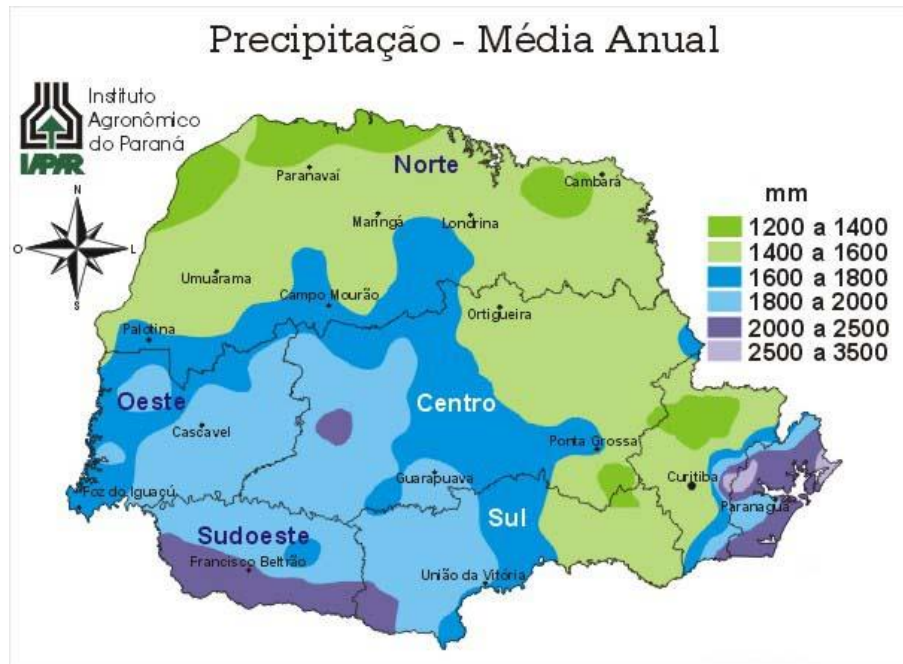 Precipitação - Média Anual
Instituto
Agronômico
do Paraná
IAPAR
N
O
L
S
Norte
Paranavaí
Cambará
Maringá
Londrina
Umuarama
Campo Mourão
Ortigueira
Palotina
Oeste
Centro
Cascavel
Ponta Grossa
Guarapuava
Curitiba
Foz do Iguaçú
Paranaguá
Sul
Sudoeste
Francisco Beltrão
União da Vitória
mm
1200 a 1400
1400 a 1600
1600 a 1800
1800 a 2000
2000 a 2500
2500 a 3500